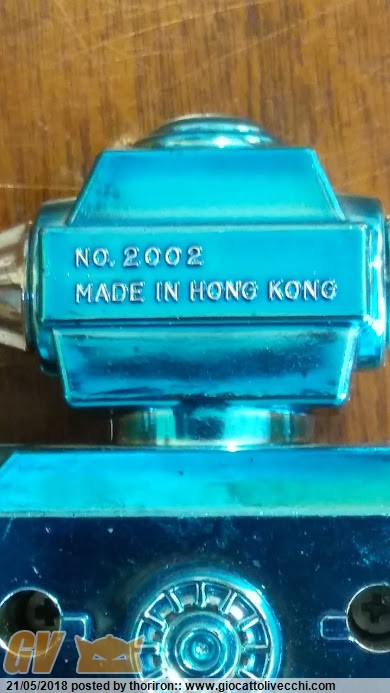 NO. 2002
MADE IN HONG KONG
GV
21/05/2018 posted by thoriron:: www.giocattolivecchi.com